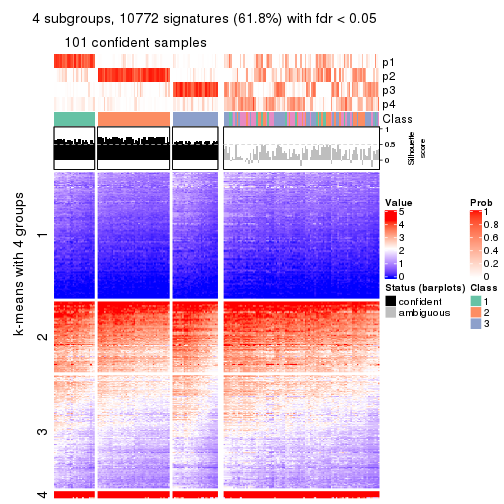 4 subgroups, 10772 signatures (61.8%) with fdr < 0.05
101 confident samples
p1
p2
p3
p4
Class
1
0.5
0
Silhouette
score
k-means with 4 groups
1
2
3
4
Value
5
4
3
2
1
0
Prob
1
0.8
0.6
0.4
0.2
0
Status (barplots)
confident
ambiguous
Class
1
2
3